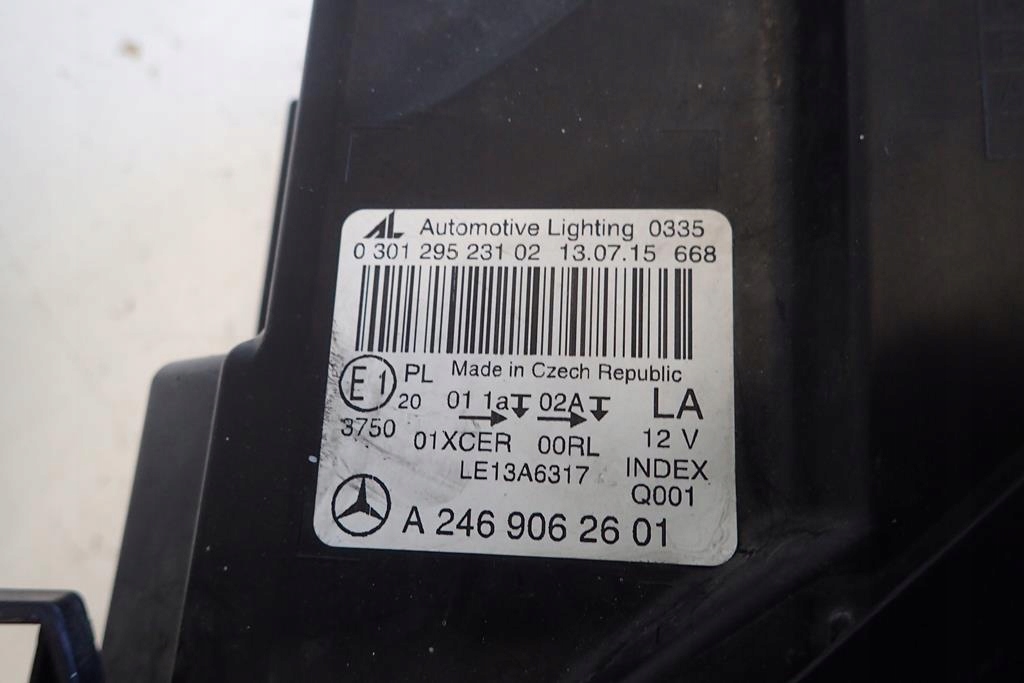 AL Automotive Lighting 0335
0 301 295 231 02 13.07.15 668
Made in Czech Republic
E1 PL 20 01 1a 02A LA
3750 01XCER 00RL 12 V
LE13A6317 INDEX
Q001
A 246 906 26 01